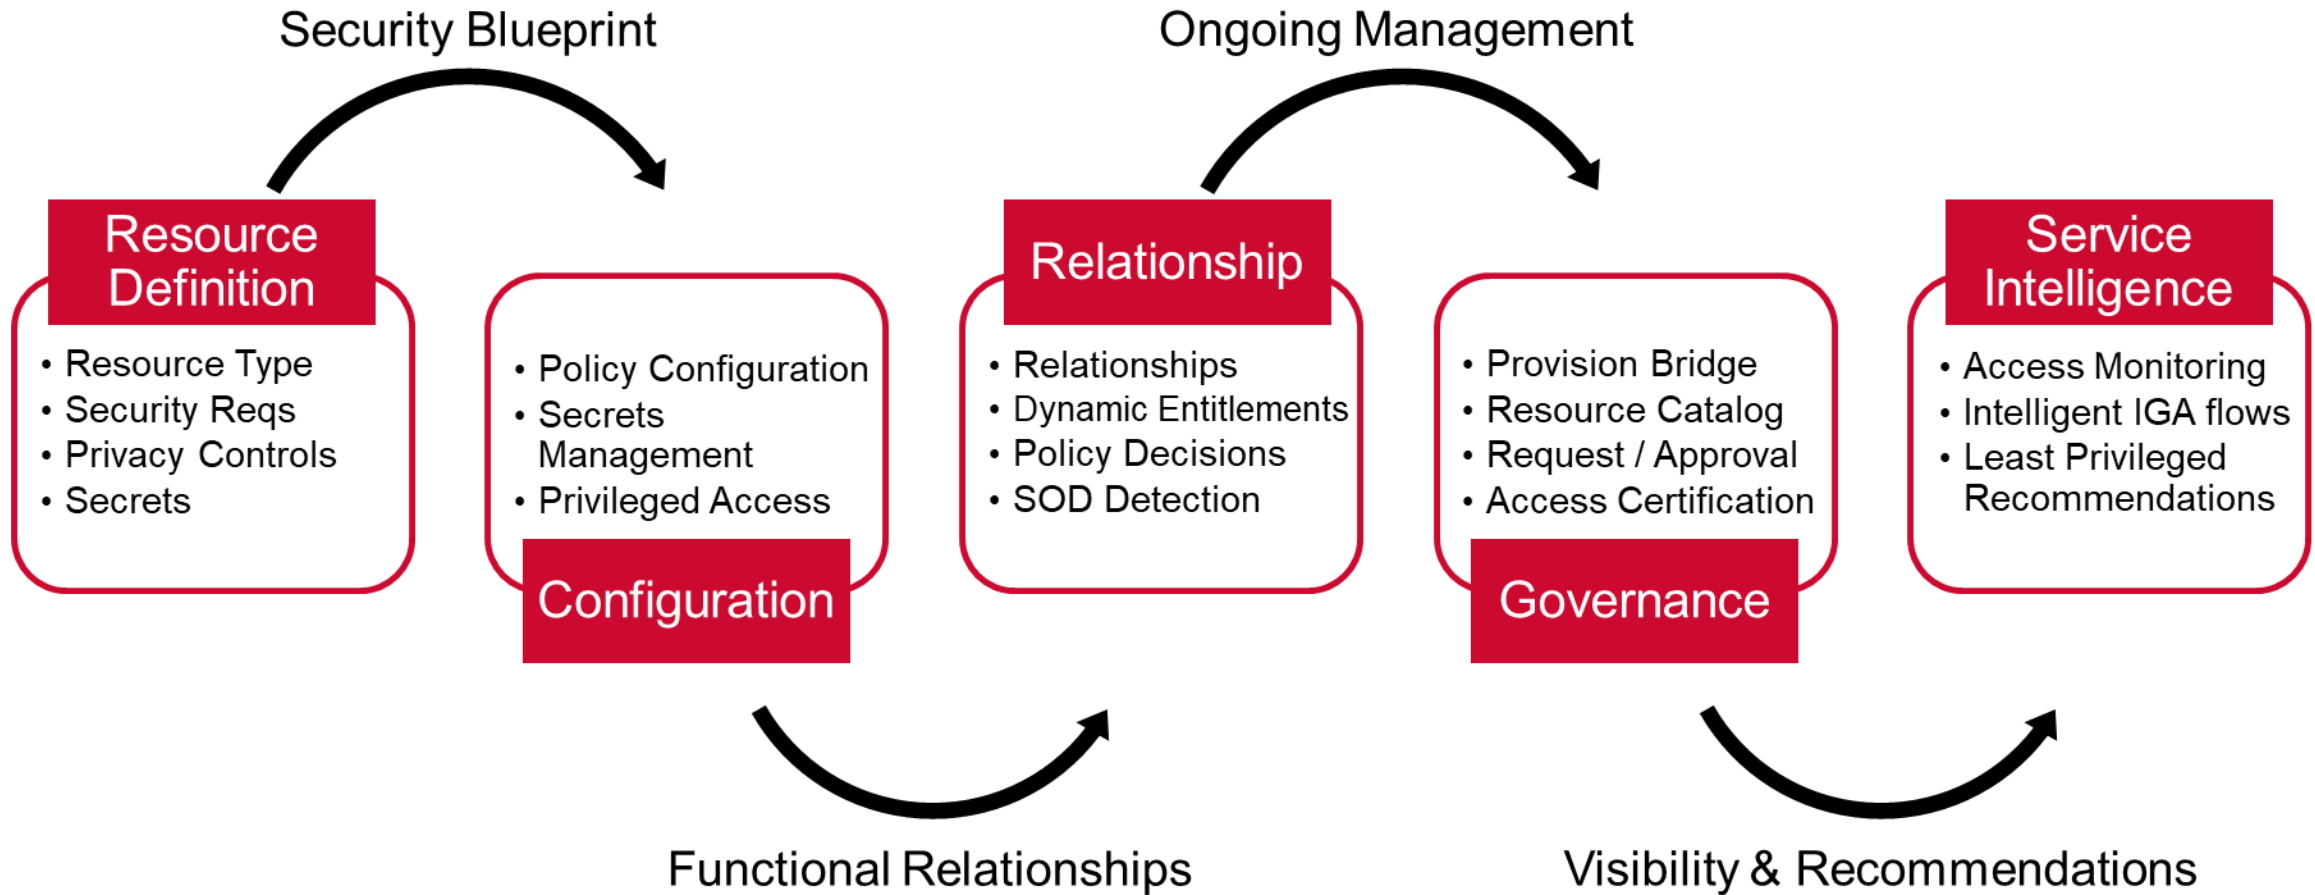 Security Blueprint
Ongoing Management
Resource
Definition
• Resource Type
• Security Reqs
• Privacy Controls
• Secrets
• Policy Configuration
• Secrets
Management
• Privileged Access
Configuration
Relationship
• Relationships
• Dynamic Entitlements
• Policy Decisions
• SOD Detection
• Provision Bridge
• Resource Catalog
• Request / Approval
• Access Certification
Governance
Service
Intelligence
• Access Monitoring
• Intelligent IGA flows
• Least Privileged
Recommendations
Functional Relationships
Visibility & Recommendations